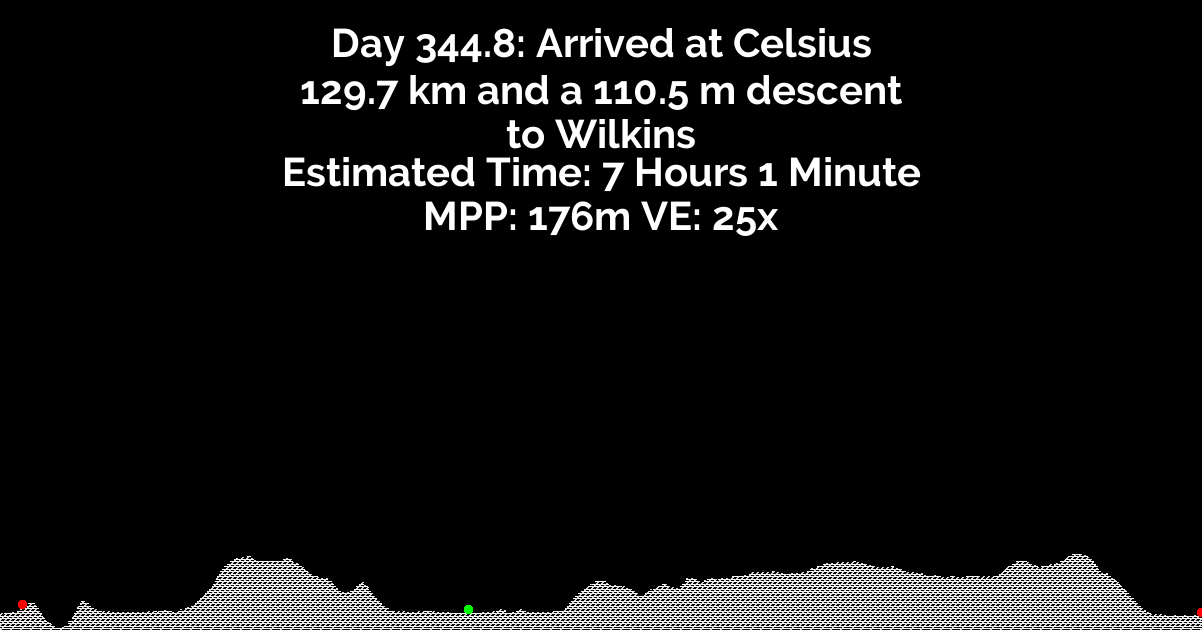 Day 344.8: Arrived at Celsius
129.7 km and a 110.5 m descent
to Wilkins
Estimated Time: 7 Hours 1 Minute
MPP: 176m VE: 25x